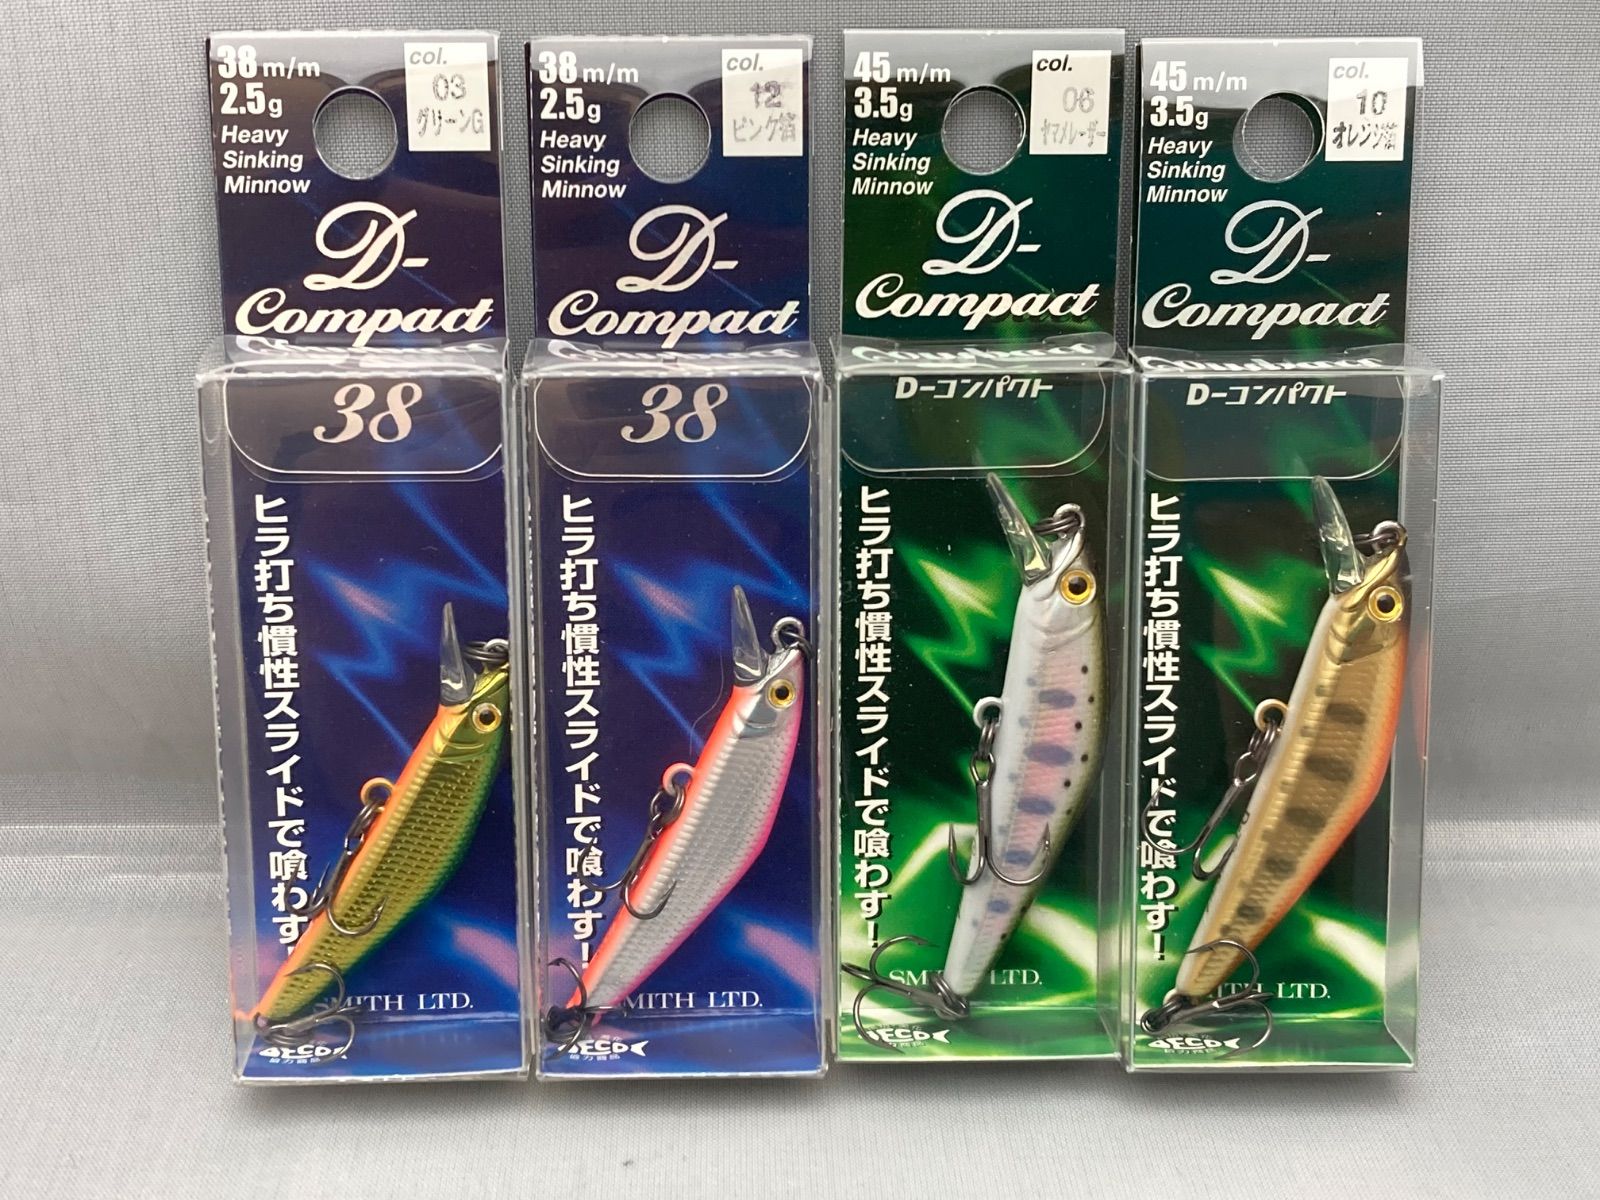 38 m/m
2.5g
Heavy
Sinking
Minnow
col.
03
グリーンG
D-
Compact
38
ヒラ打ち慣性スライドで喰わす!
SMITH LTD.
38 m/m
2.5g
Heavy
Sinking
Minnow
col.
12
ピンク箔
D-
Compact
38
ヒラ打ち慣性スライドで喰わす!
SMITH LTD.
45 m/m
3.5g
Heavy
Sinking
Minnow
col.
06
ヤマメレーザー
D-
Compact
D-コンパクト
ヒラ打ち慣性スライドで喰わす!
SMITH LTD.
45 m/m
3.5g
Heavy
Sinking
Minnow
col.
10
オレンジ箔
D-
Compact
D-コンパクト
ヒラ打ち慣性スライドで喰わす!
SMITH LTD.